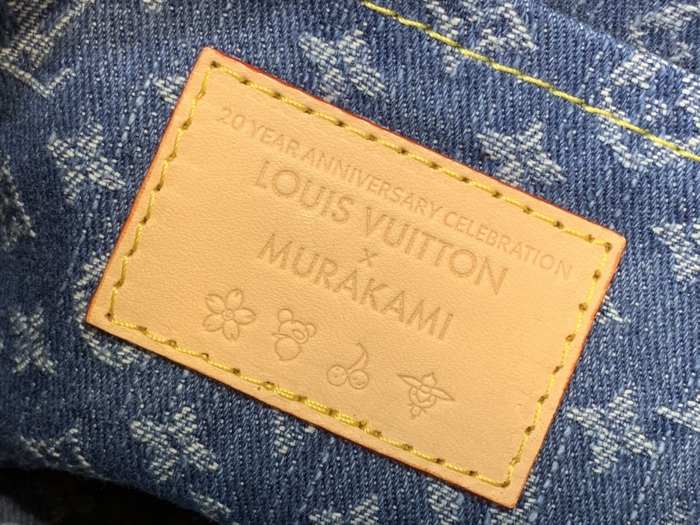 20 YEAR ANNIVERSARY CELEBRATION
LOUIS VUITTON
×
MURAKAMI